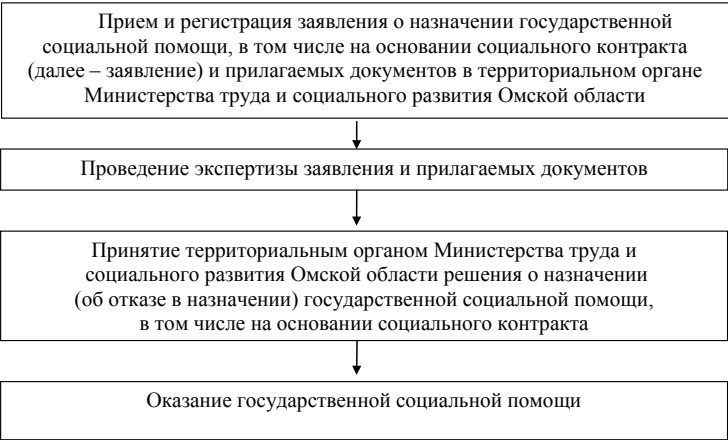 Прием и регистрация заявления о назначении государственной
социальной помощи, в том числе на основании социального контракта
(далее – заявление) и прилагаемых документов в территориальном органе
Министерства труда и социального развития Омской области
Проведение экспертизы заявления и прилагаемых документов
Принятие территориальным органом Министерства труда и
социального развития Омской области решения о назначении
(об отказе в назначении) государственной социальной помощи,
в том числе на основании социального контракта
Оказание государственной социальной помощи